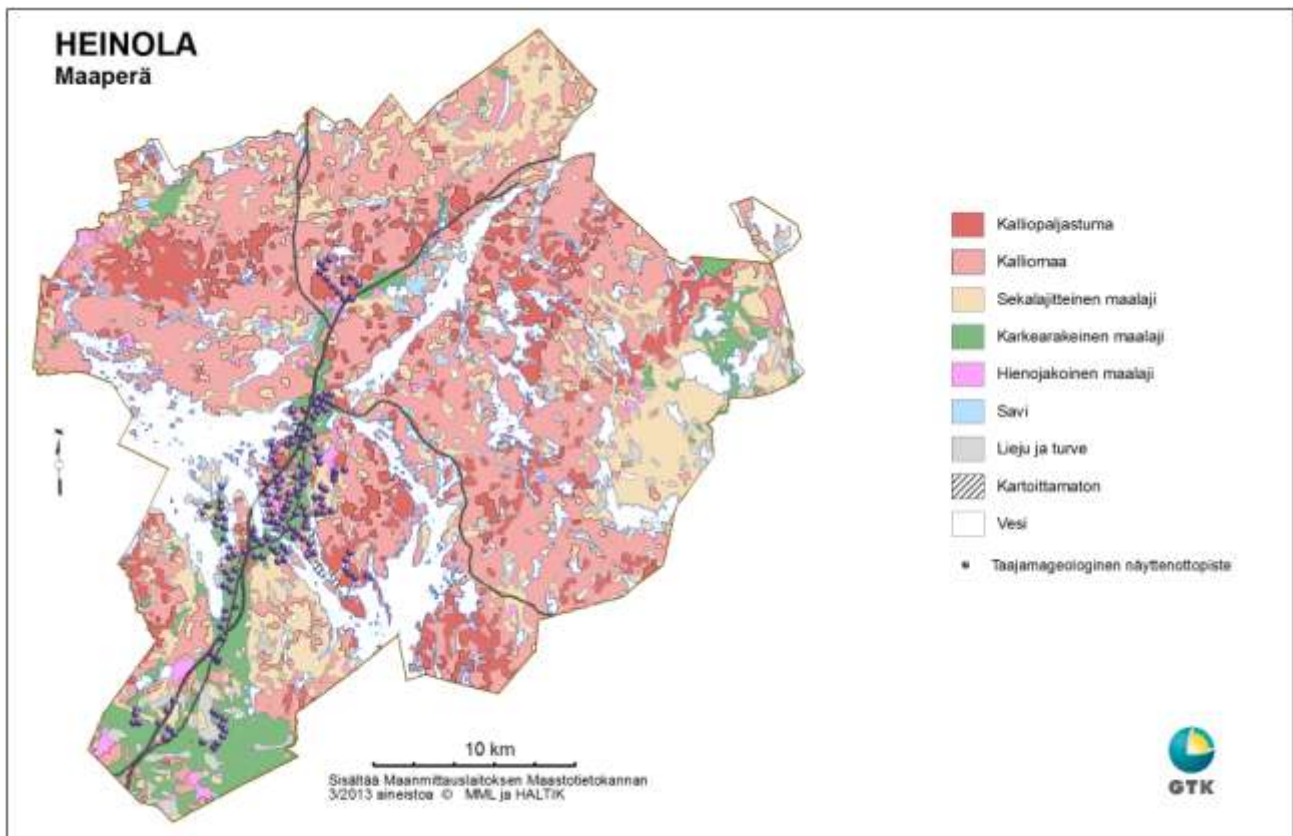 HEINOLA
Maaperä
Kalliopaljastuma
Kalliomaa
Sekalajitteinen maalaji
Karkearakeinen maalaji
Hienojakoinen maalaji
Savi
Lieju ja turve
Kartoittamaton
Vesi
Taajamageologinen näytteenottopiste
10 km
Sisältää Maanmittauslaitoksen Maastotietokannan
3/2013 aineistoa © MML ja HALTIK
GTK